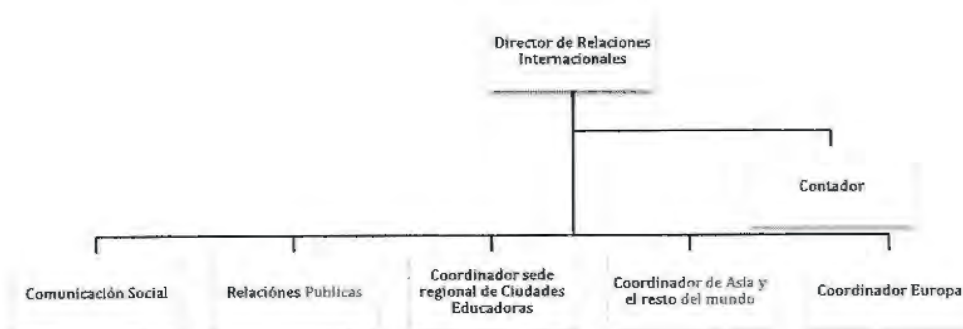 Director de Relaciones
Internacionales
Contador
Comunicación Social
Relaciónes Publicas
Coordinador sede
regional de Ciudades
Educadoras
Coordinador de Asia y
el resto del mundo
Coordinador Europa